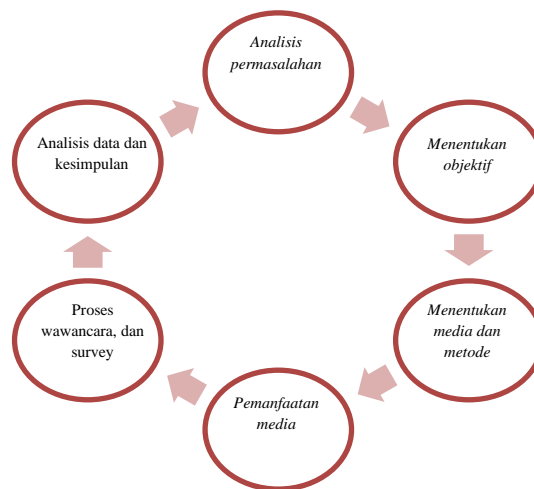 Analisis
permasalahan
Menentukan
objektif
Menentukan
media dan
metode
Pemanfaatan
media
Proses
wawancara, dan
survey
Analisis data dan
kesimpulan